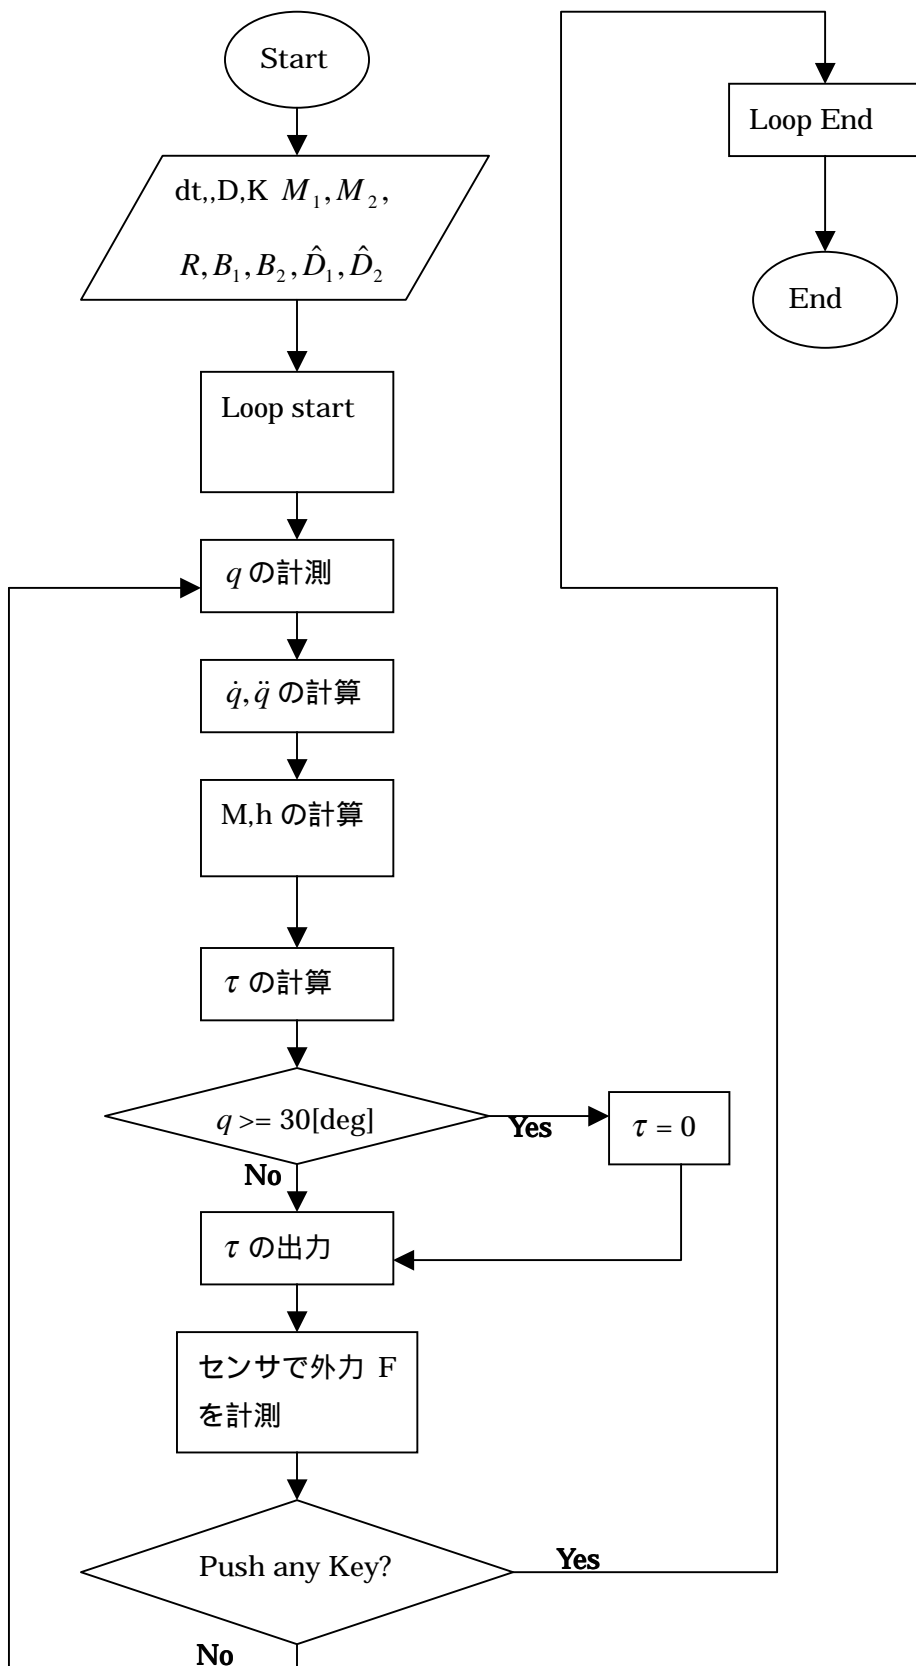 Start
dt,,D,K M₁, M₂,
R, B₁, B₂, D̂₁, D̂₂
Loop start
q の計測
q̇, q̈ の計算
M,h の計算
τ の計算
q >= 30[deg]
Yes
τ = 0
No
τ の出力
センサで外力 F
を計測
Push any Key?
Yes
No
Loop End
End